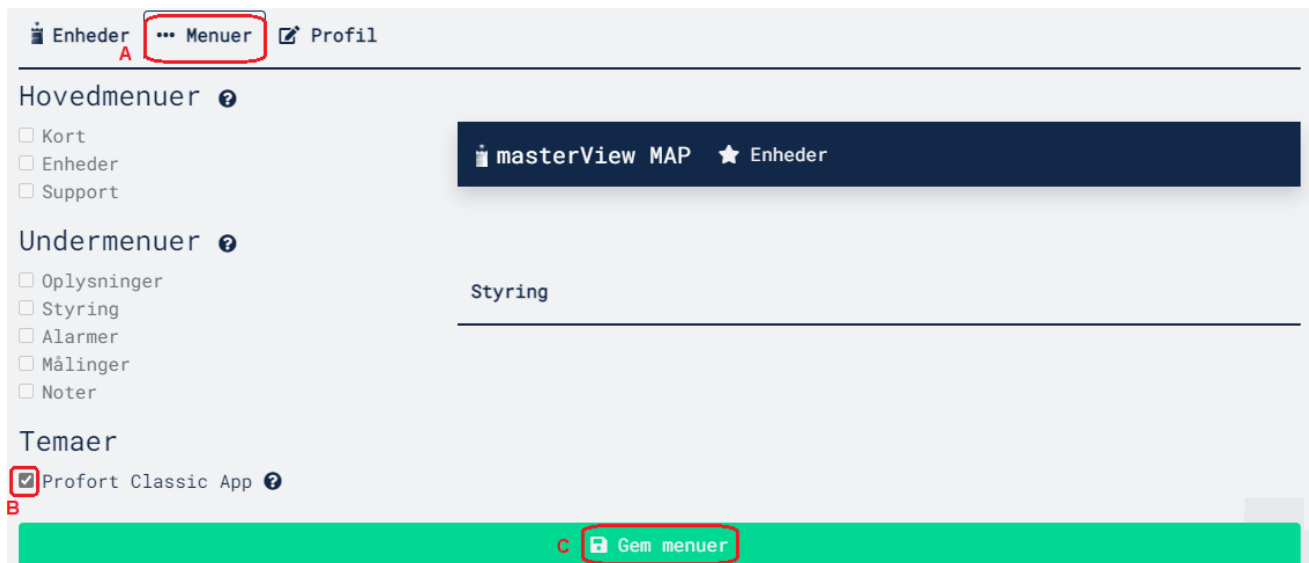 Enheder ••• Menuer Profil
A
Hovedmenuer ?
Kort
Enheder
Support
masterView MAP Enheder
Undermenuer ?
Oplysninger
Styring
Alarmer
Målinger
Noter
Styring
Temaer
Profort Classic App ?
B
C Gem menuer